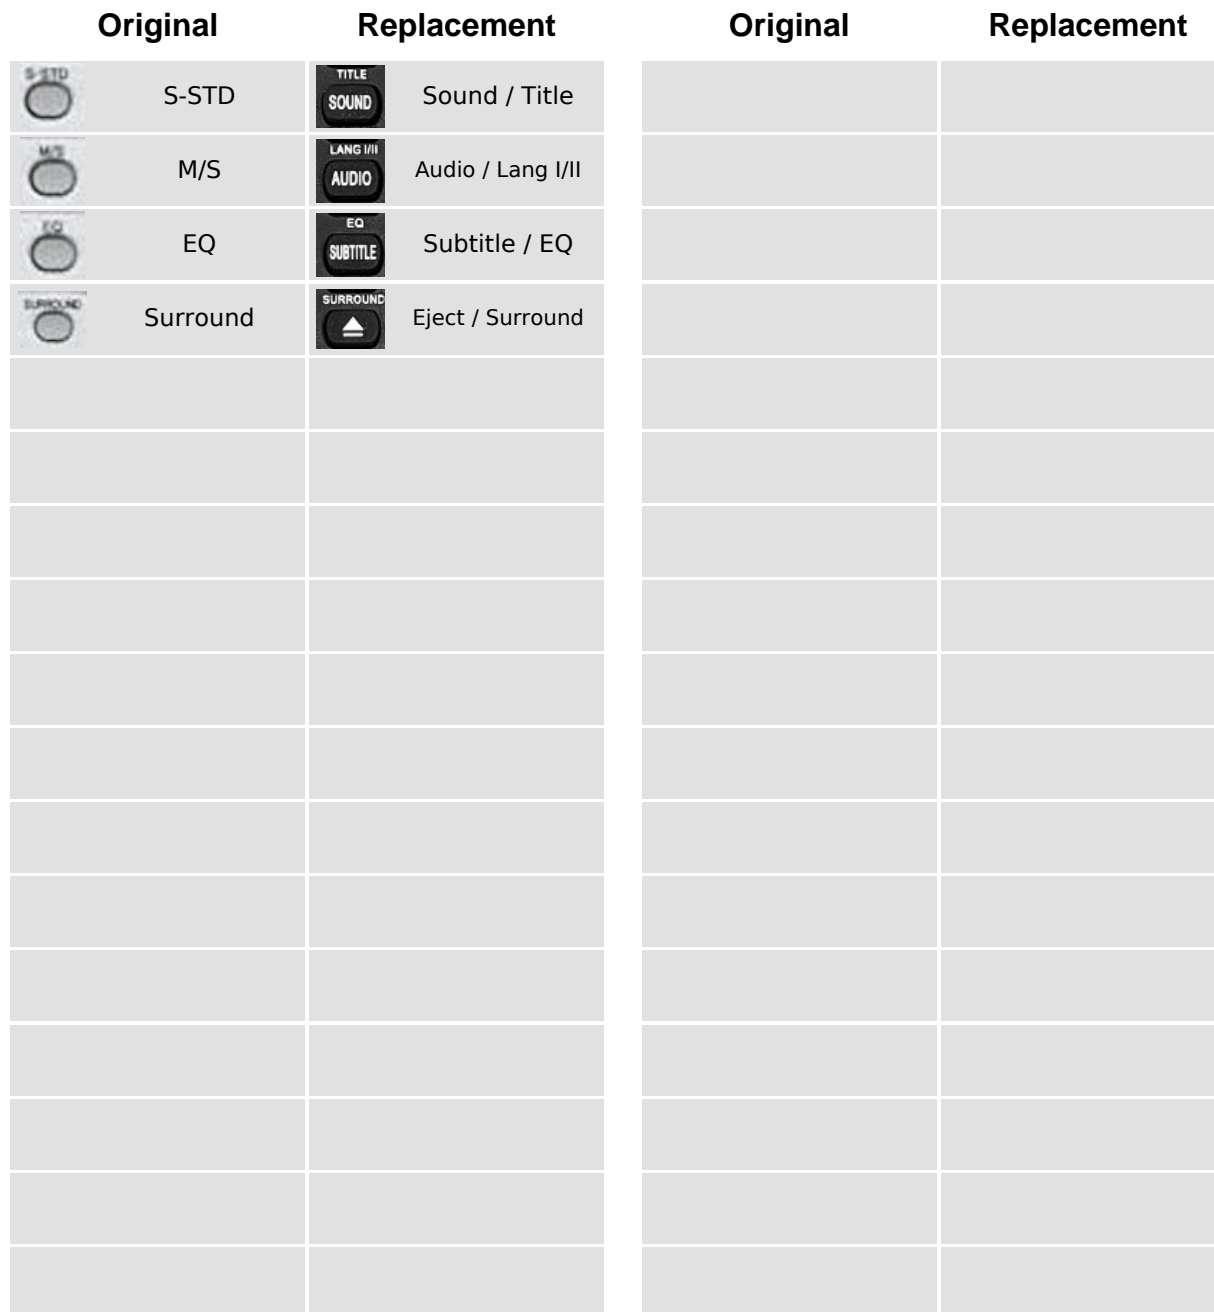 Original Replacement Original Replacement
S-STD S-STD TITLE SOUND Sound / Title
M/S M/S LANG I/II AUDIO Audio / Lang I/II
EQ EQ EQ SUBTITLE Subtitle / EQ
SURROUND Surround SURROUND Eject / Surround